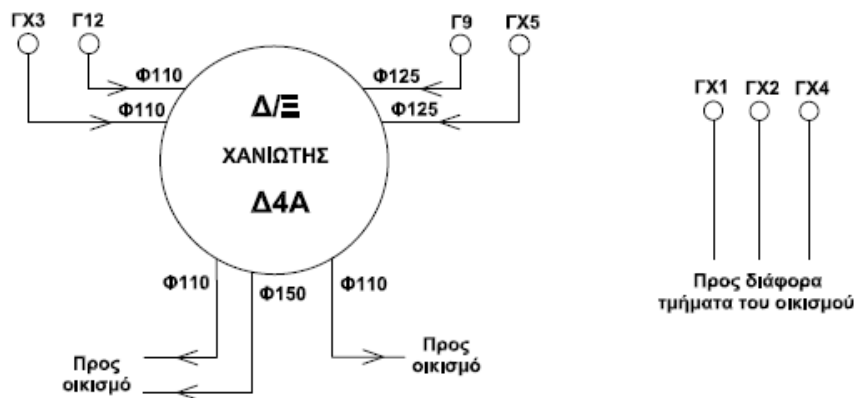 ΓΧ3 Γ12 Γ9 ΓΧ5
Φ110 Φ125
Φ110 Φ125
Δ/Ξ
ΧΑΝΙΩΤΗΣ
Δ4Α
Φ110 Φ150 Φ110
Προς
οικισμό
Προς
οικισμό
ΓΧ1 ΓΧ2 ΓΧ4
Προς διάφορα
τμήματα του οικισμού